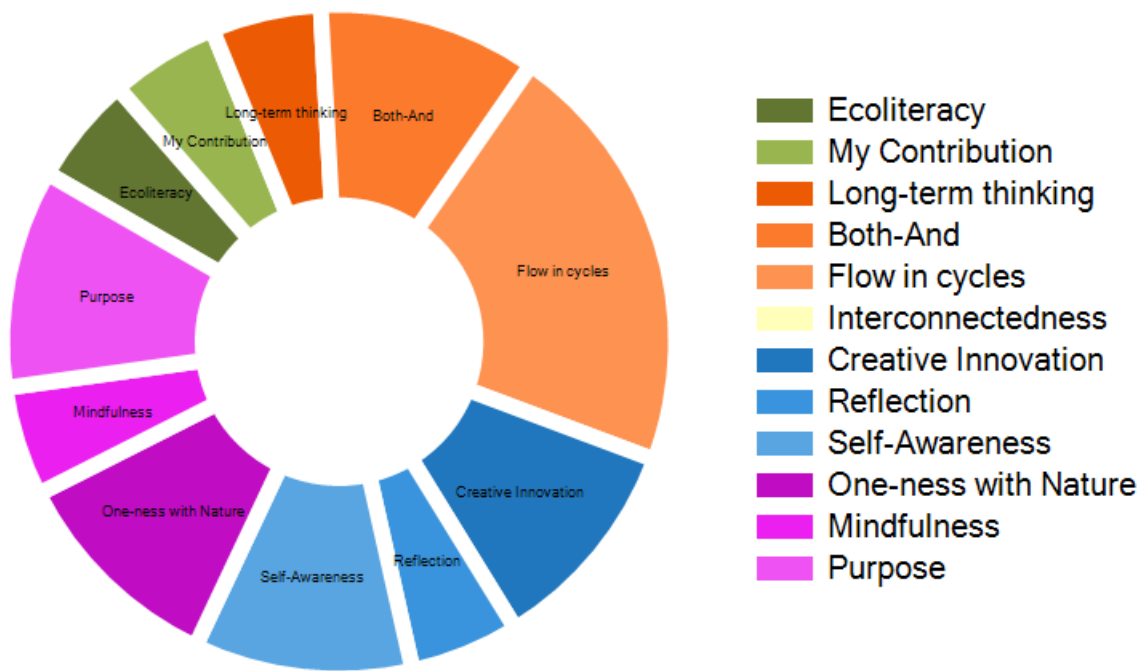 Long-term thinking
Both-And
My Contribution
Ecoliteracy
Flow in cycles
Purpose
Mindfulness
One-ness with Nature
Creative Innovation
Reflection
Self-Awareness
Ecoliteracy
My Contribution
Long-term thinking
Both-And
Flow in cycles
Interconnectedness
Creative Innovation
Reflection
Self-Awareness
One-ness with Nature
Mindfulness
Purpose